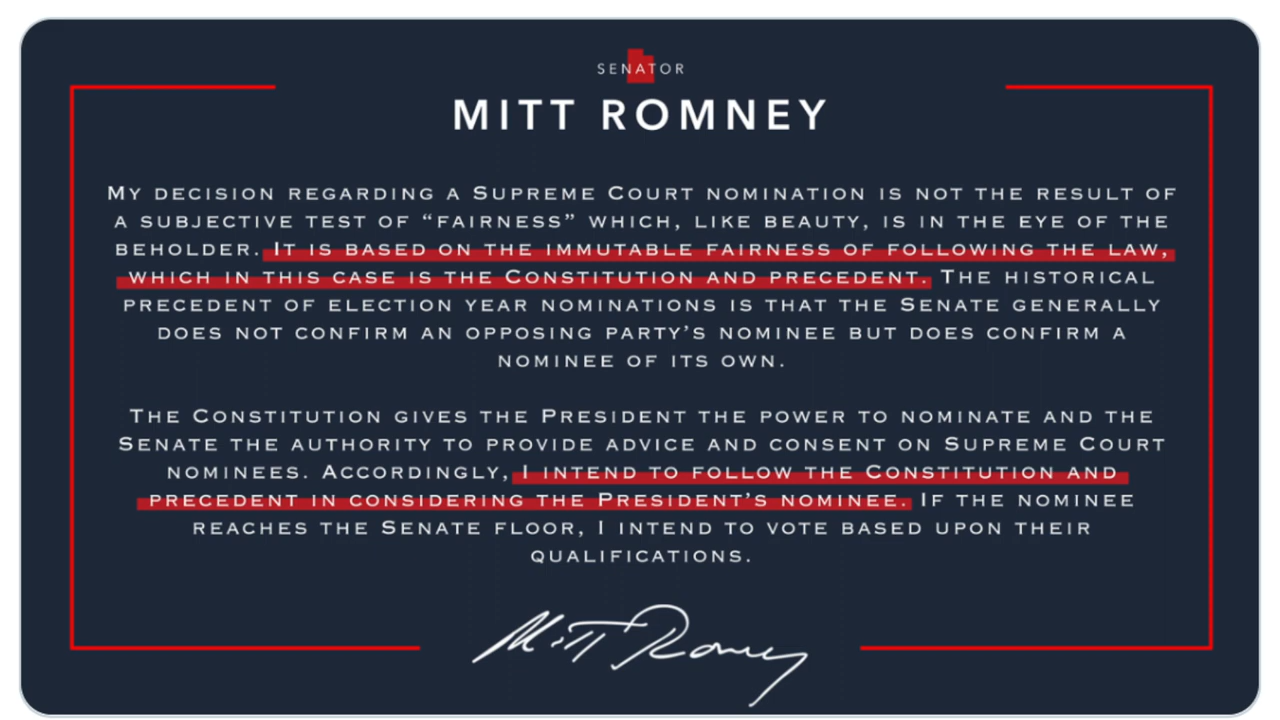 SENATOR
MITT ROMNEY
My decision regarding a Supreme Court nomination is not the result of
a subjective test of “fairness” which, like beauty, is in the eye of the
beholder. It is based on the immutable fairness of following the law,
which in this case is the Constitution and precedent. The historical
precedent of election year nominations is that the Senate generally
does not confirm an opposing party’s nominee but does confirm a
nominee of its own.
The Constitution gives the President the power to nominate and the
Senate the authority to provide advice and consent on Supreme Court
nominees. Accordingly, I intend to follow the Constitution and
precedent in considering the President’s nominee. If the nominee
reaches the Senate floor, I intend to vote based upon their
qualifications.
Mitt Romney